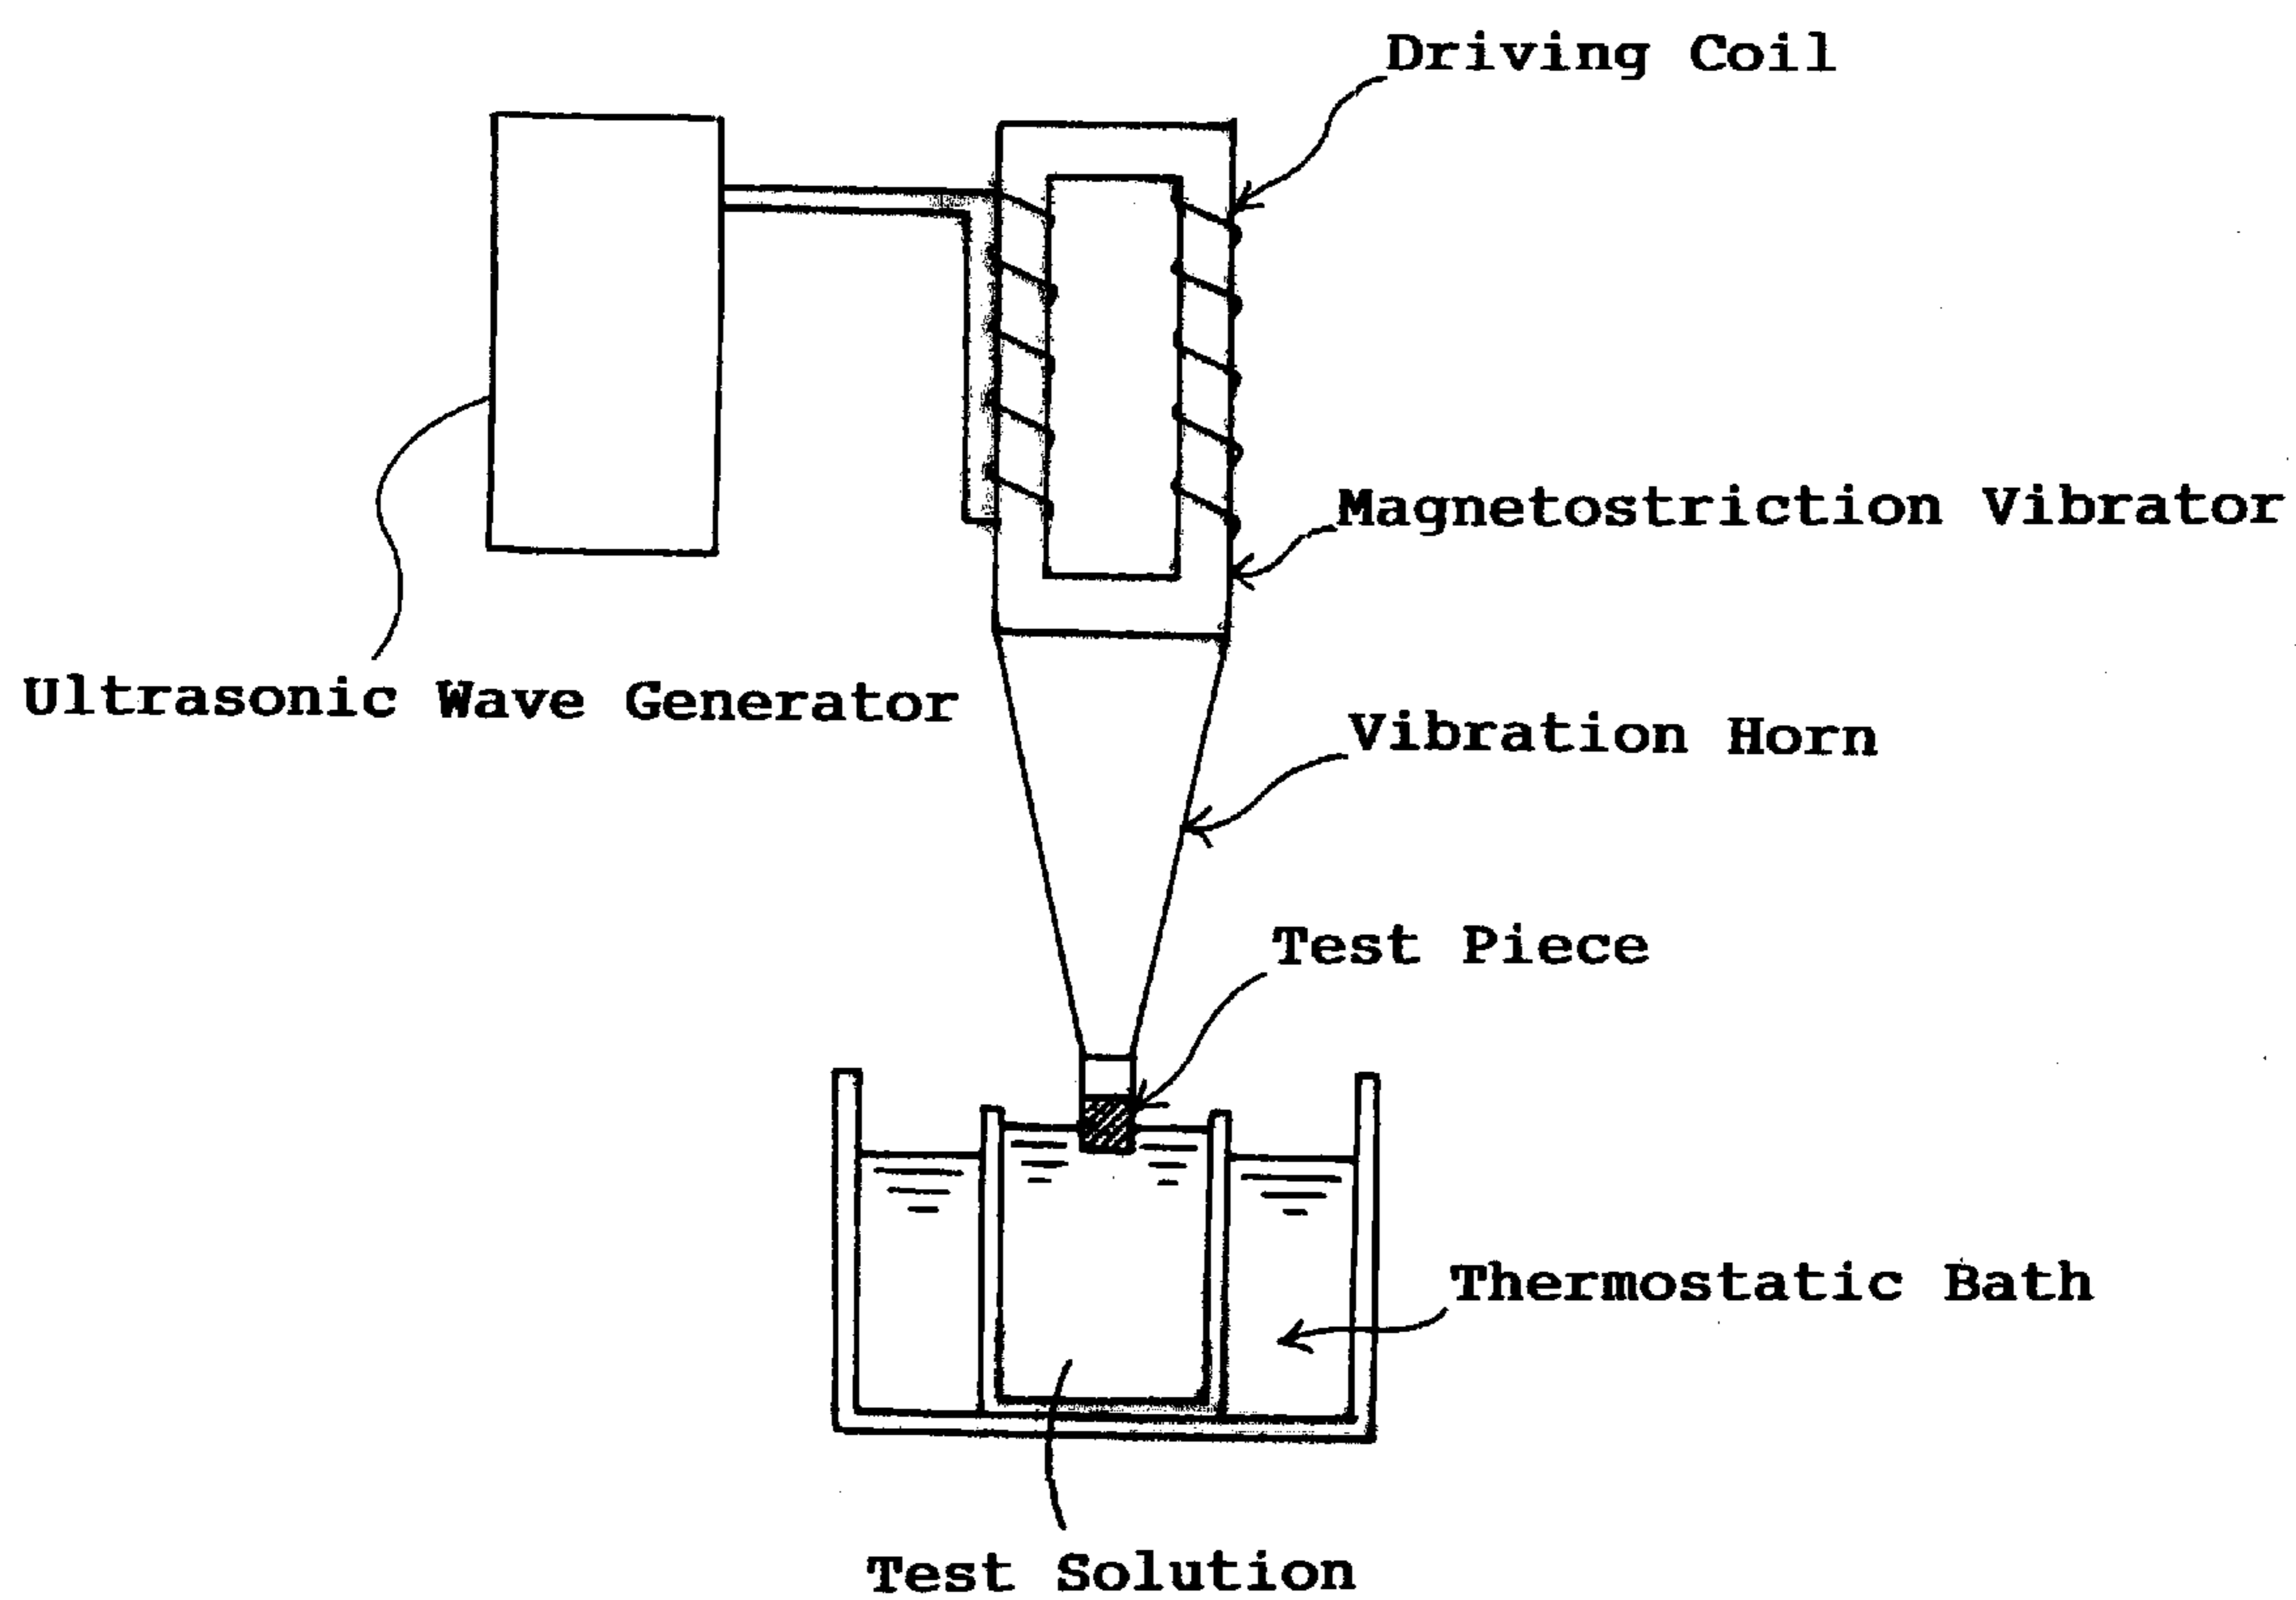 Driving Coil
Magnetostriction Vibrator
Ultrasonic Wave Generator
Vibration Horn
Test Piece
Thermostatic Bath
Test Solution